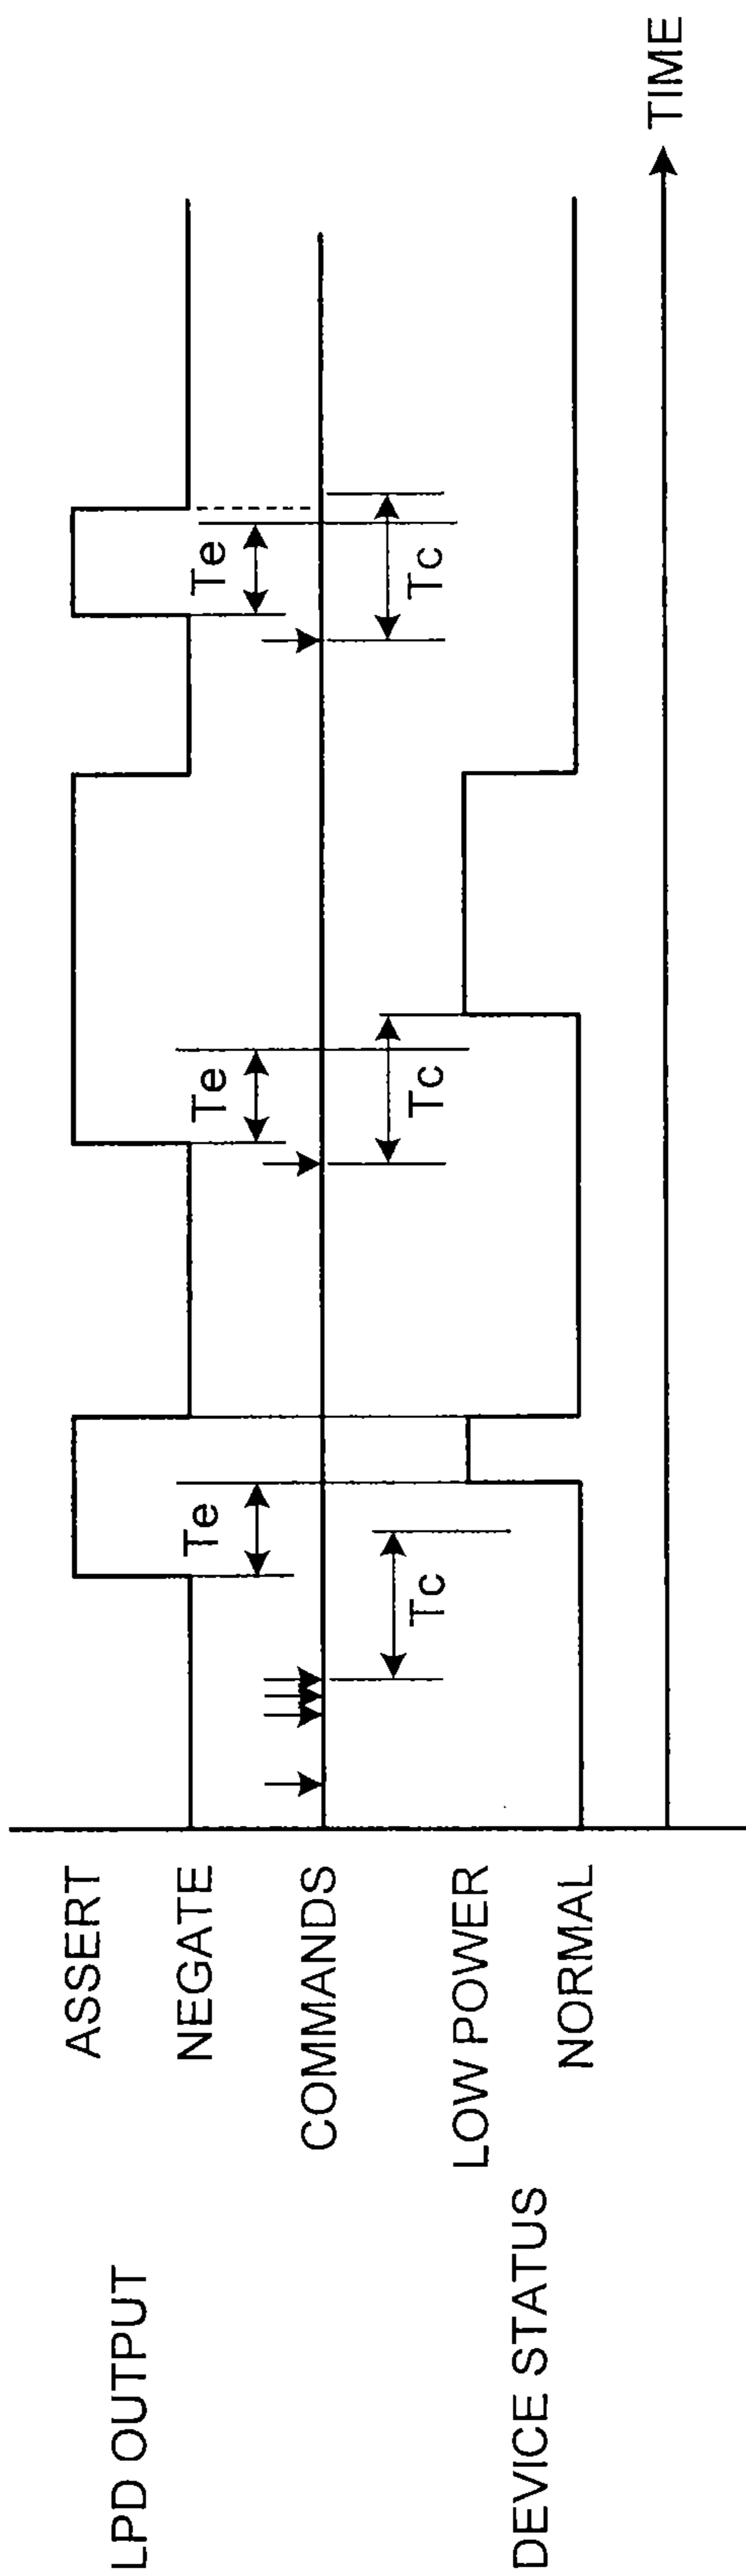 LPD OUTPUT
ASSERT
NEGATE
COMMANDS
DEVICE STATUS
LOW POWER
NORMAL
Te
Tc
Te
Tc
Te
Tc
TIME